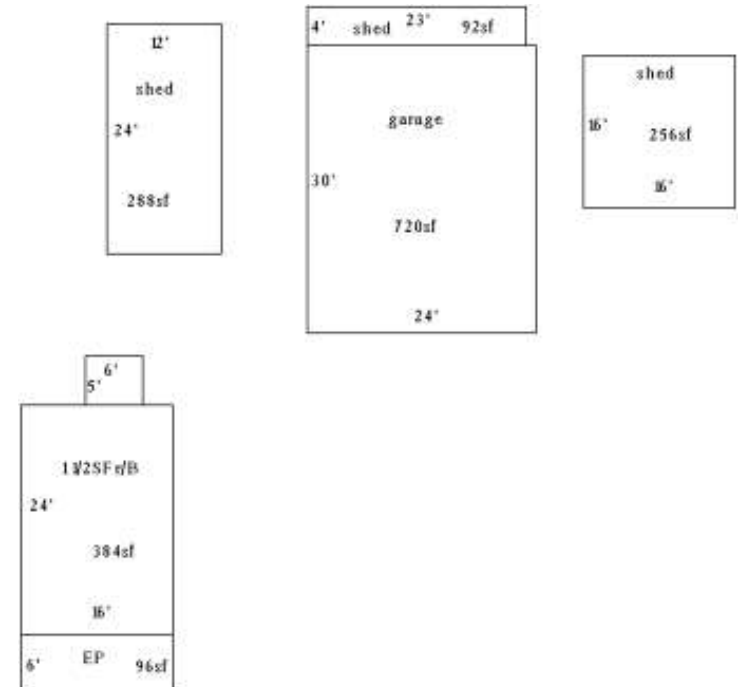 12'
shed
24'
288sf
4' shed 23' 92sf
garage
30'
720sf
24'
shed
16' 256sf
16'
6'
5'
1 1/2SFr/B
24'
384sf
16'
6' EP 96sf